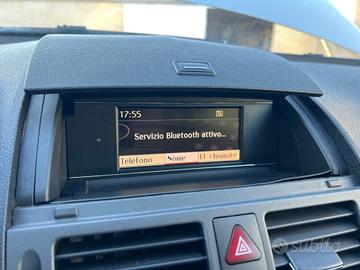 17:55
Servizio Bluetooth attivo...
Telefono Nome El.chiamate
subito